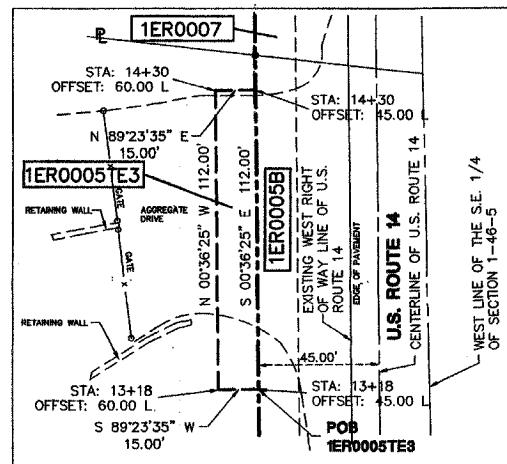 PL
1ER0007
STA: 14+30
OFFSET: 60.00 L
STA: 14+30
OFFSET: 45.00 L
N 89°23'35" E
15.00'
1ER0005TE3
RETAINING WALL
GATE
AGGREGATE
DRIVE
GATE
RETAINING WALL
N 00°36'25" W 112.00'
S 00°36'25" E 112.00'
1ER0005B
EXISTING WEST RIGHT
OF WAY LINE OF U.S.
ROUTE 14
EDGE OF PAVEMENT
U.S. ROUTE 14
CENTERLINE OF U.S. ROUTE 14
WEST LINE OF THE S.E. 1/4
OF SECTION 1-46-5
45.00'
STA: 13+18
OFFSET: 60.00 L
STA: 13+18
OFFSET: 45.00 L
S 89°23'35" W
15.00'
POB
1ER0005TE3